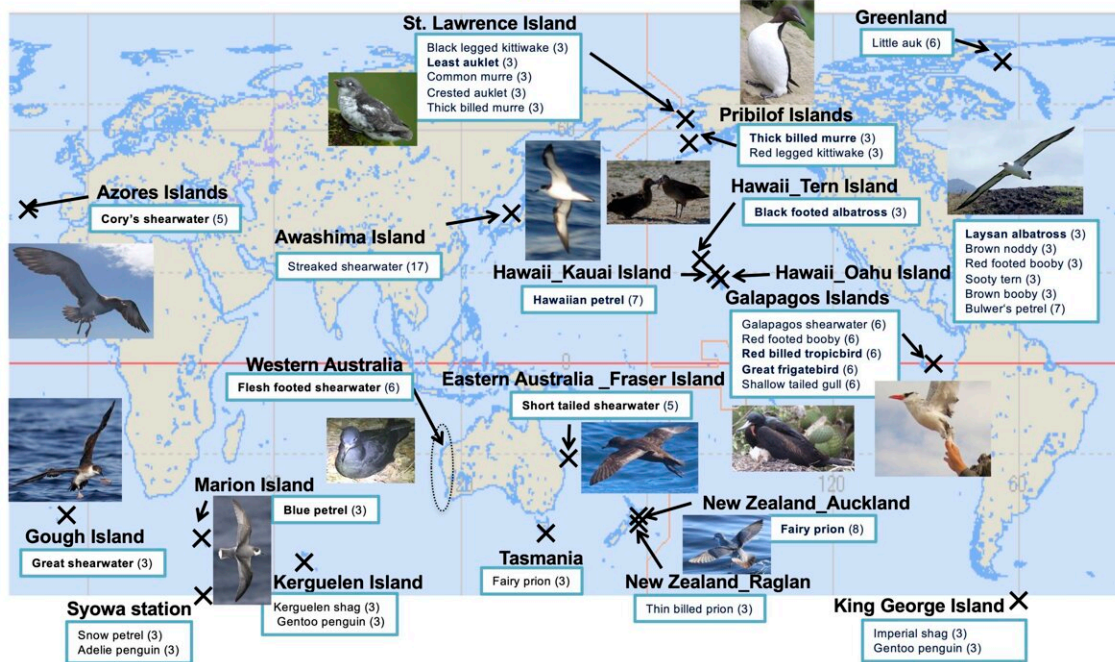 St. Lawrence Island
Black legged kittiwake (3)
Least auklet (3)
Common murre (3)
Crested auklet (3)
Thick billed murre (3)
Greenland
Little auk (6)
Pribilof Islands
Thick billed murre (3)
Red legged kittiwake (3)
Azores Islands
Cory's shearwater (5)
Awashima Island
Streaked shearwater (17)
Hawaii_Tern Island
Black footed albatross (3)
Hawaii_Kauai Island
Hawaiian petrel (7)
Hawaii_Oahu Island
Laysan albatross (3)
Brown noddy (3)
Red footed booby (3)
Sooty tern (3)
Brown booby (3)
Bulwer's petrel (7)
Galapagos Islands
Galapagos shearwater (6)
Red footed booby (6)
Red billed tropicbird (6)
Great frigatebird (6)
Shallow tailed gull (6)
0
Western Australia
Flesh footed shearwater (6)
Eastern Australia _Fraser Island
Short tailed shearwater (5)
120
60
Marion Island
Blue petrel (3)
Gough Island
Great shearwater (3)
New Zealand_Auckland
Fairy prion (8)
Tasmania
Fairy prion (3)
Kerguelen Island
Kerguelen shag (3)
Gentoo penguin (3)
New Zealand_Raglan
Thin billed prion (3)
Syowa station
Snow petrel (3)
Adelie penguin (3)
King George Island
Imperial shag (3)
Gentoo penguin (3)